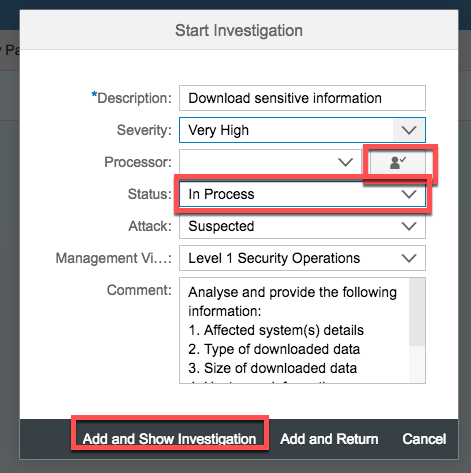 Start Investigation
*Description: Download sensitive information
Severity: Very High
Processor:
Status: In Process
Attack: Suspected
Management Vi...: Level 1 Security Operations
Comment: Analyse and provide the following
information:
1. Affected system(s) details
2. Type of downloaded data
3. Size of downloaded data
Add and Show Investigation Add and Return Cancel